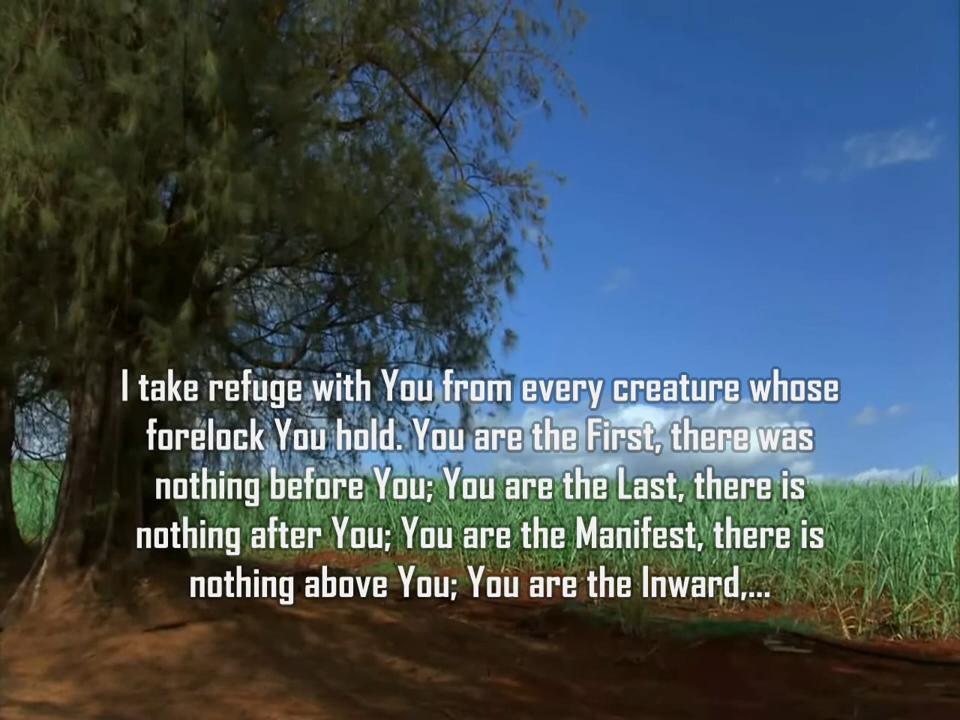 I take refuge with You from every creature whose
forelock You hold. You are the First, there was
nothing before You; You are the Last, there is
nothing after You; You are the Manifest, there is
nothing above You; You are the Inward,...